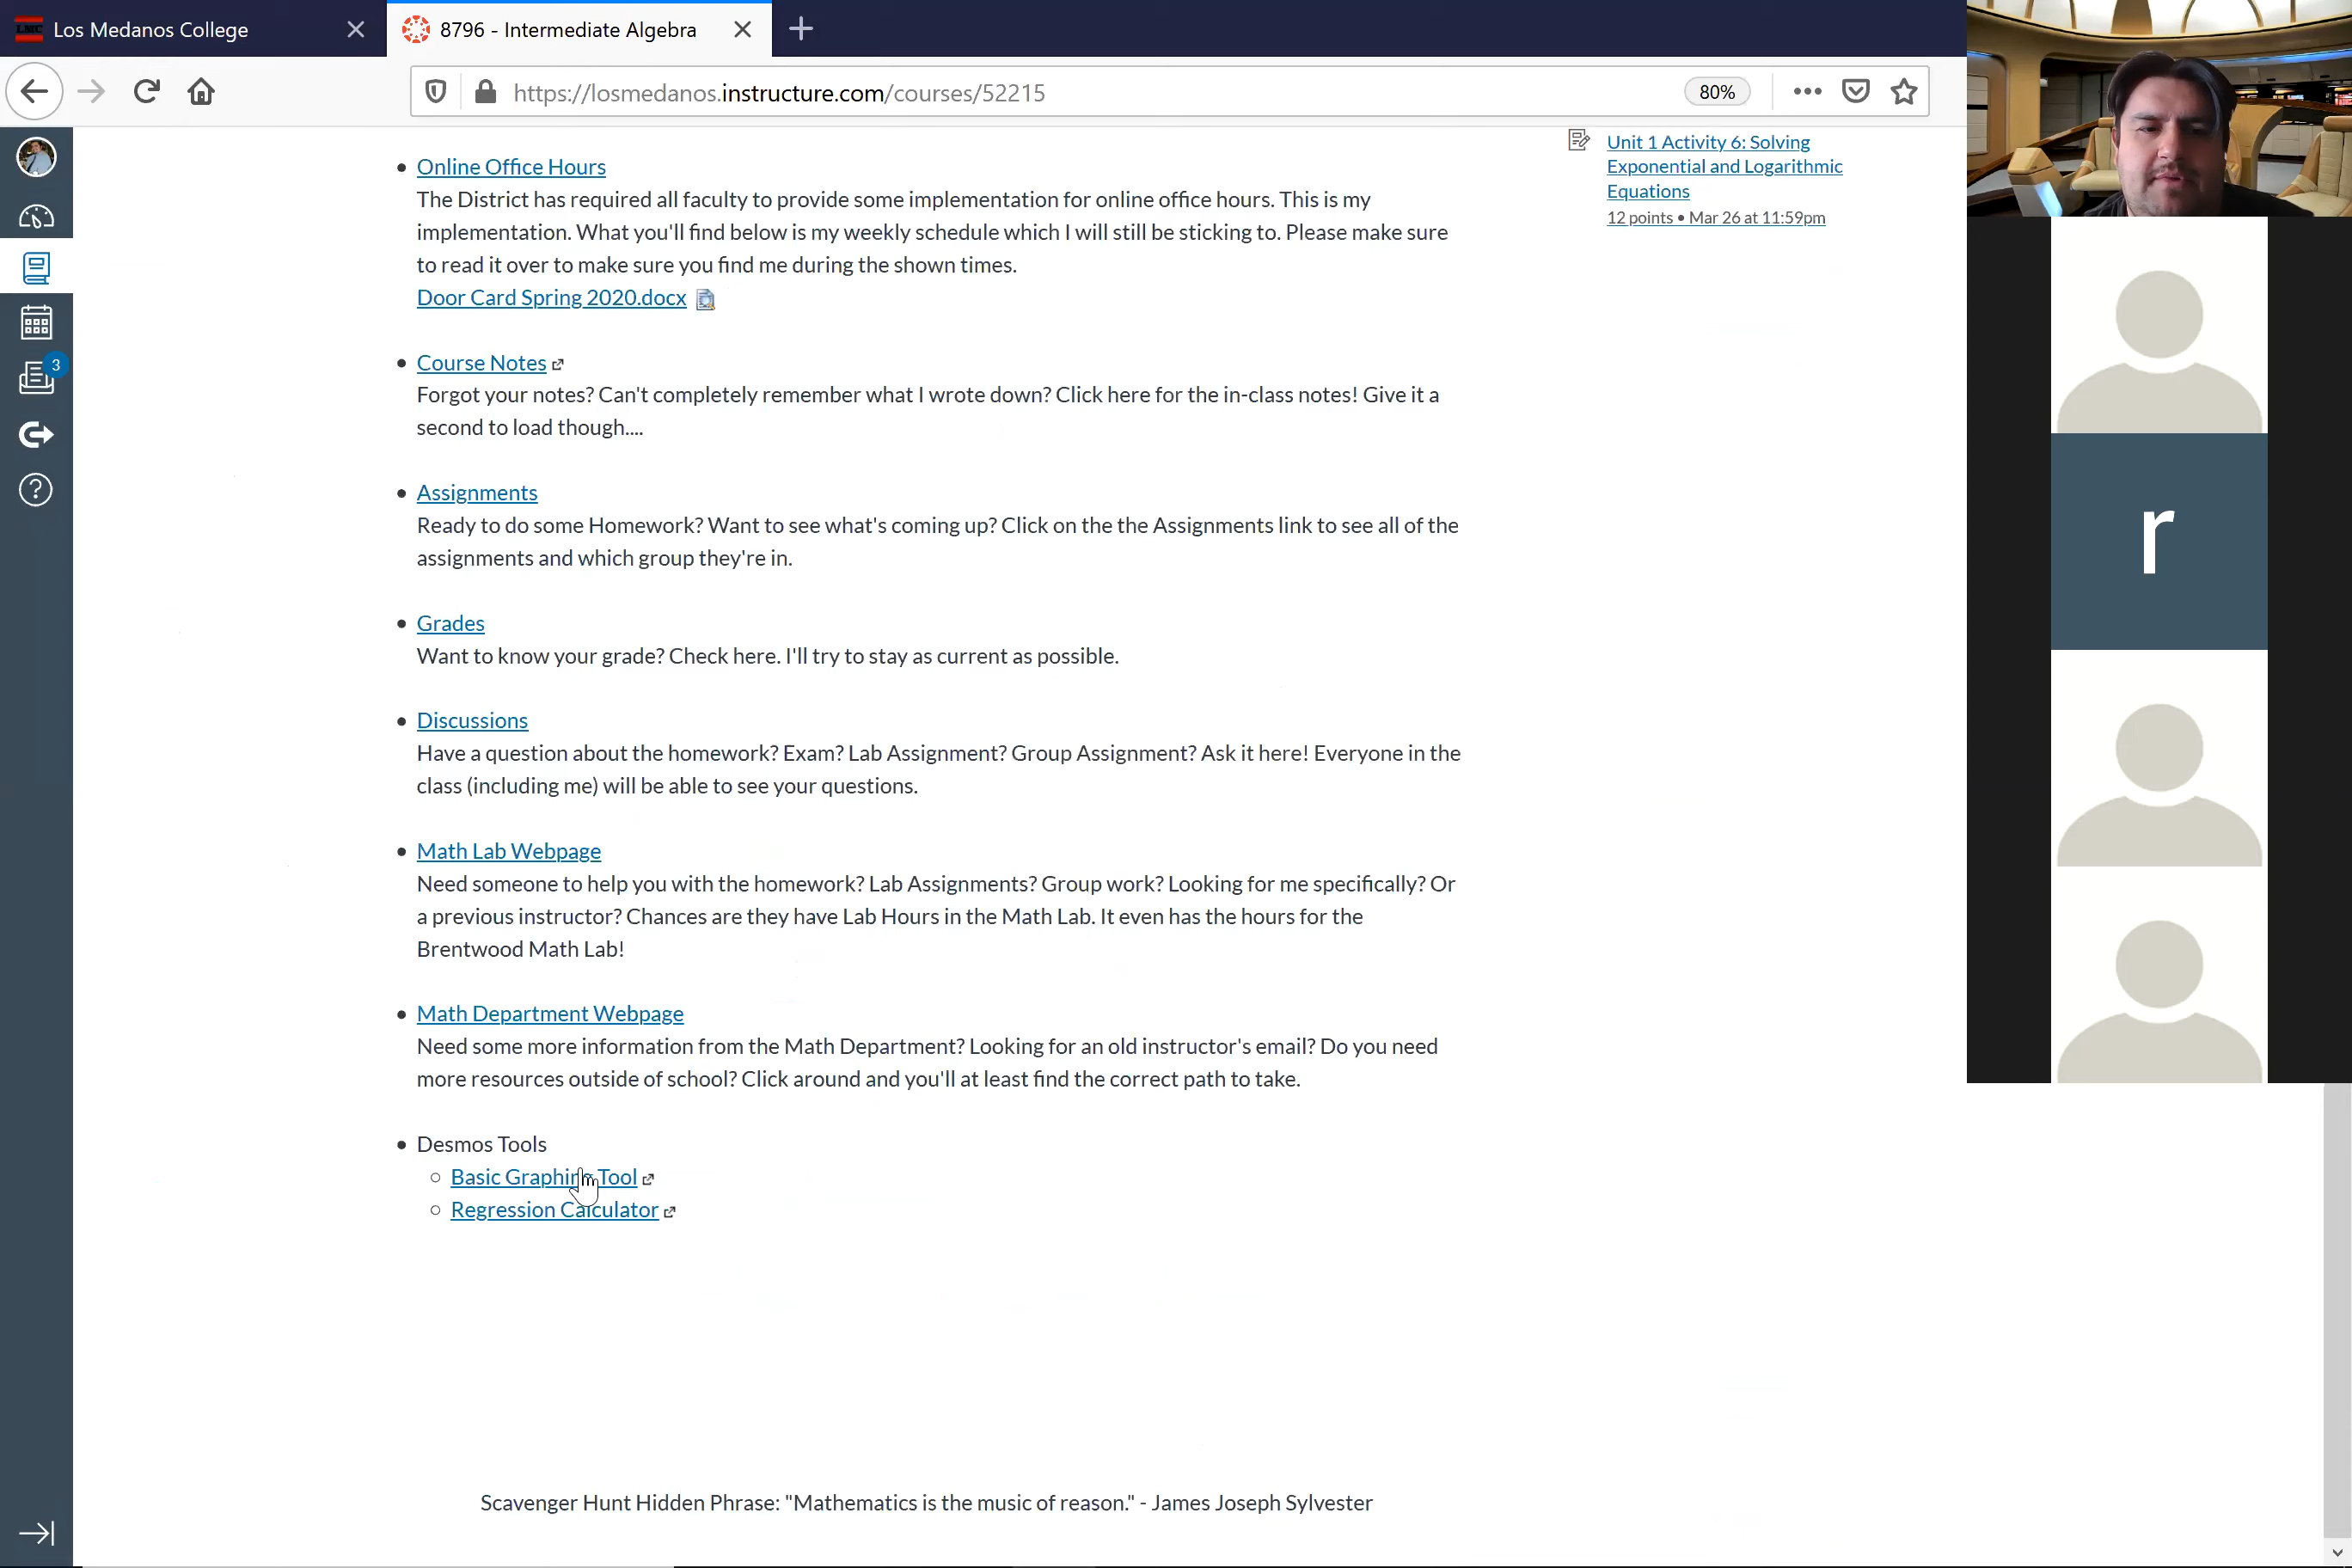 Los Medanos College
8796 - Intermediate Algebra
https://losmedanos.instructure.com/courses/52215
80%
Unit 1 Activity 6: Solving
Exponential and Logarithmic
Equations
12 points • Mar 26 at 11:59pm
3
Online Office Hours
The District has required all faculty to provide some implementation for online office hours. This is my
implementation. What you'll find below is my weekly schedule which I will still be sticking to. Please make sure
to read it over to make sure you find me during the shown times.
Door Card Spring 2020.docx
Course Notes
Forgot your notes? Can't completely remember what I wrote down? Click here for the in-class notes! Give it a
second to load though....
Assignments
Ready to do some Homework? Want to see what's coming up? Click on the the Assignments link to see all of the
assignments and which group they're in.
Grades
Want to know your grade? Check here. I'll try to stay as current as possible.
Discussions
Have a question about the homework? Exam? Lab Assignment? Group Assignment? Ask it here! Everyone in the
class (including me) will be able to see your questions.
Math Lab Webpage
Need someone to help you with the homework? Lab Assignments? Group work? Looking for me specifically? Or
a previous instructor? Chances are they have Lab Hours in the Math Lab. It even has the hours for the
Brentwood Math Lab!
Math Department Webpage
Need some more information from the Math Department? Looking for an old instructor's email? Do you need
more resources outside of school? Click around and you'll at least find the correct path to take.
Desmos Tools
Basic Graphing Tool
Regression Calculator
Scavenger Hunt Hidden Phrase: "Mathematics is the music of reason." - James Joseph Sylvester
r